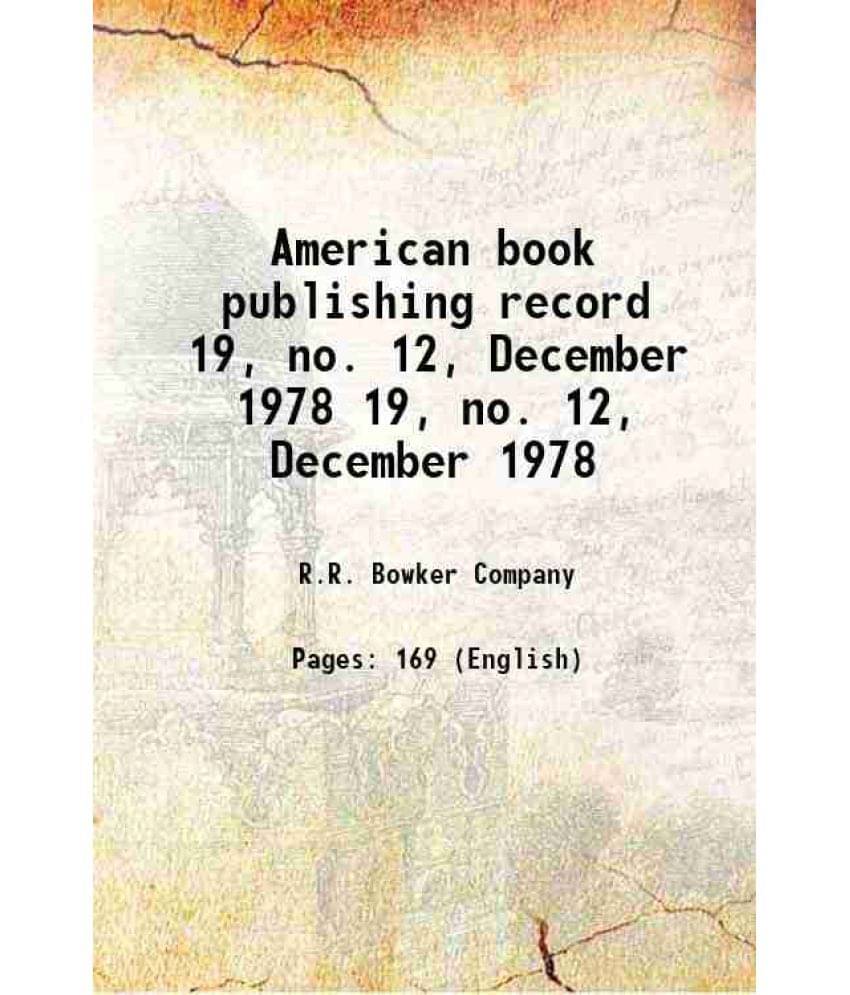 American book
publishing record
19, no. 12, December
1978 19, no. 12,
December 1978
R.R. Bowker Company
Pages: 169 (English)